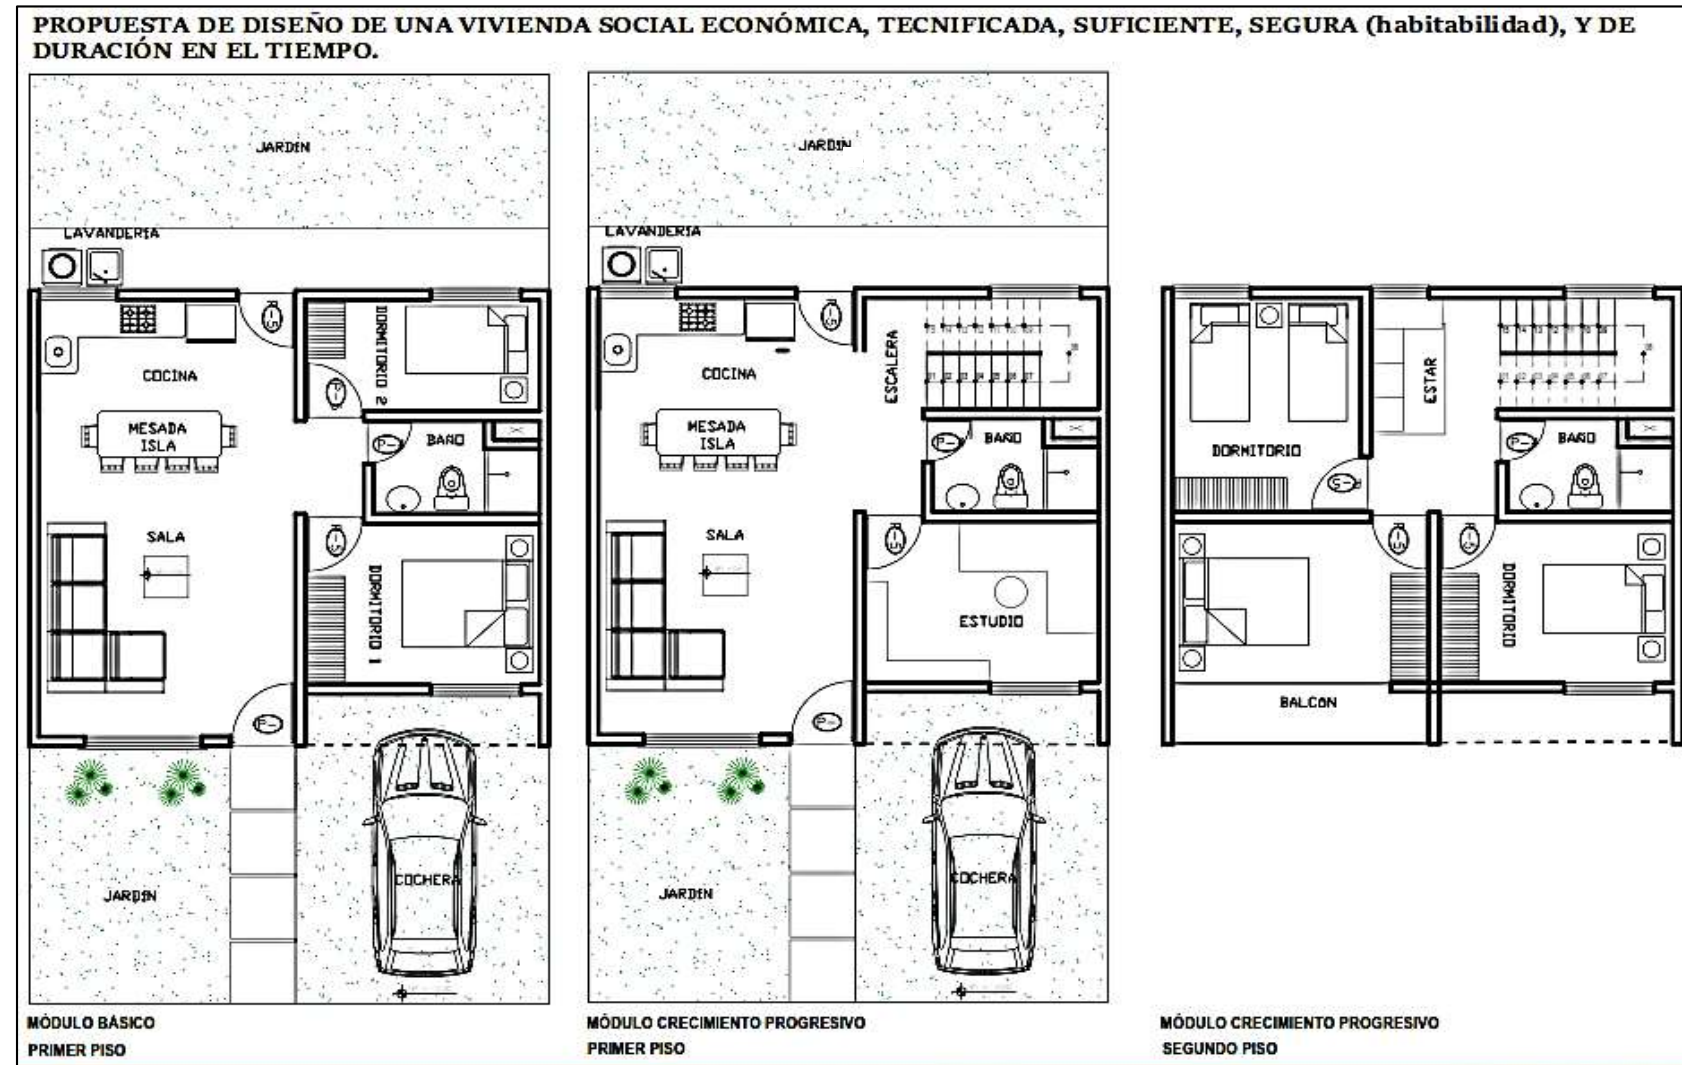 PROPUESTA DE DISEÑO DE UNA VIVIENDA SOCIAL ECONÓMICA, TECNIFICADA, SUFICIENTE, SEGURA (habitabilidad), Y DE
DURACIÓN EN EL TIEMPO.
JARDIN
LAVANDERIA
COCINA
MESADA
ISLA
SALA
DORMITORIO 2
BAÑO
DORMITORIO 1
JARDIN
COCHERA
MÓDULO BÁSICO
PRIMER PISO
JARDIN
LAVANDERIA
COCINA
MESADA
ISLA
SALA
ESCALERA
BAÑO
ESTUDIO
JARDIN
COCHERA
MÓDULO CRECIMIENTO PROGRESIVO
PRIMER PISO
DORMITORIO
ESTAR
BAÑO
DORMITORIO
BALCON
MÓDULO CRECIMIENTO PROGRESIVO
SEGUNDO PISO